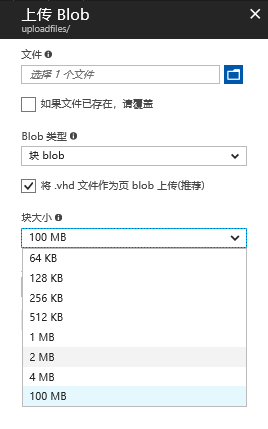 上传 Blob
uploadfiles/
文件
选择 1 个文件
如果文件已存在，请覆盖
Blob 类型
块 blob
将 .vhd 文件作为页 blob 上传(推荐)
块大小
100 MB
64 KB
128 KB
256 KB
512 KB
1 MB
2 MB
4 MB
100 MB